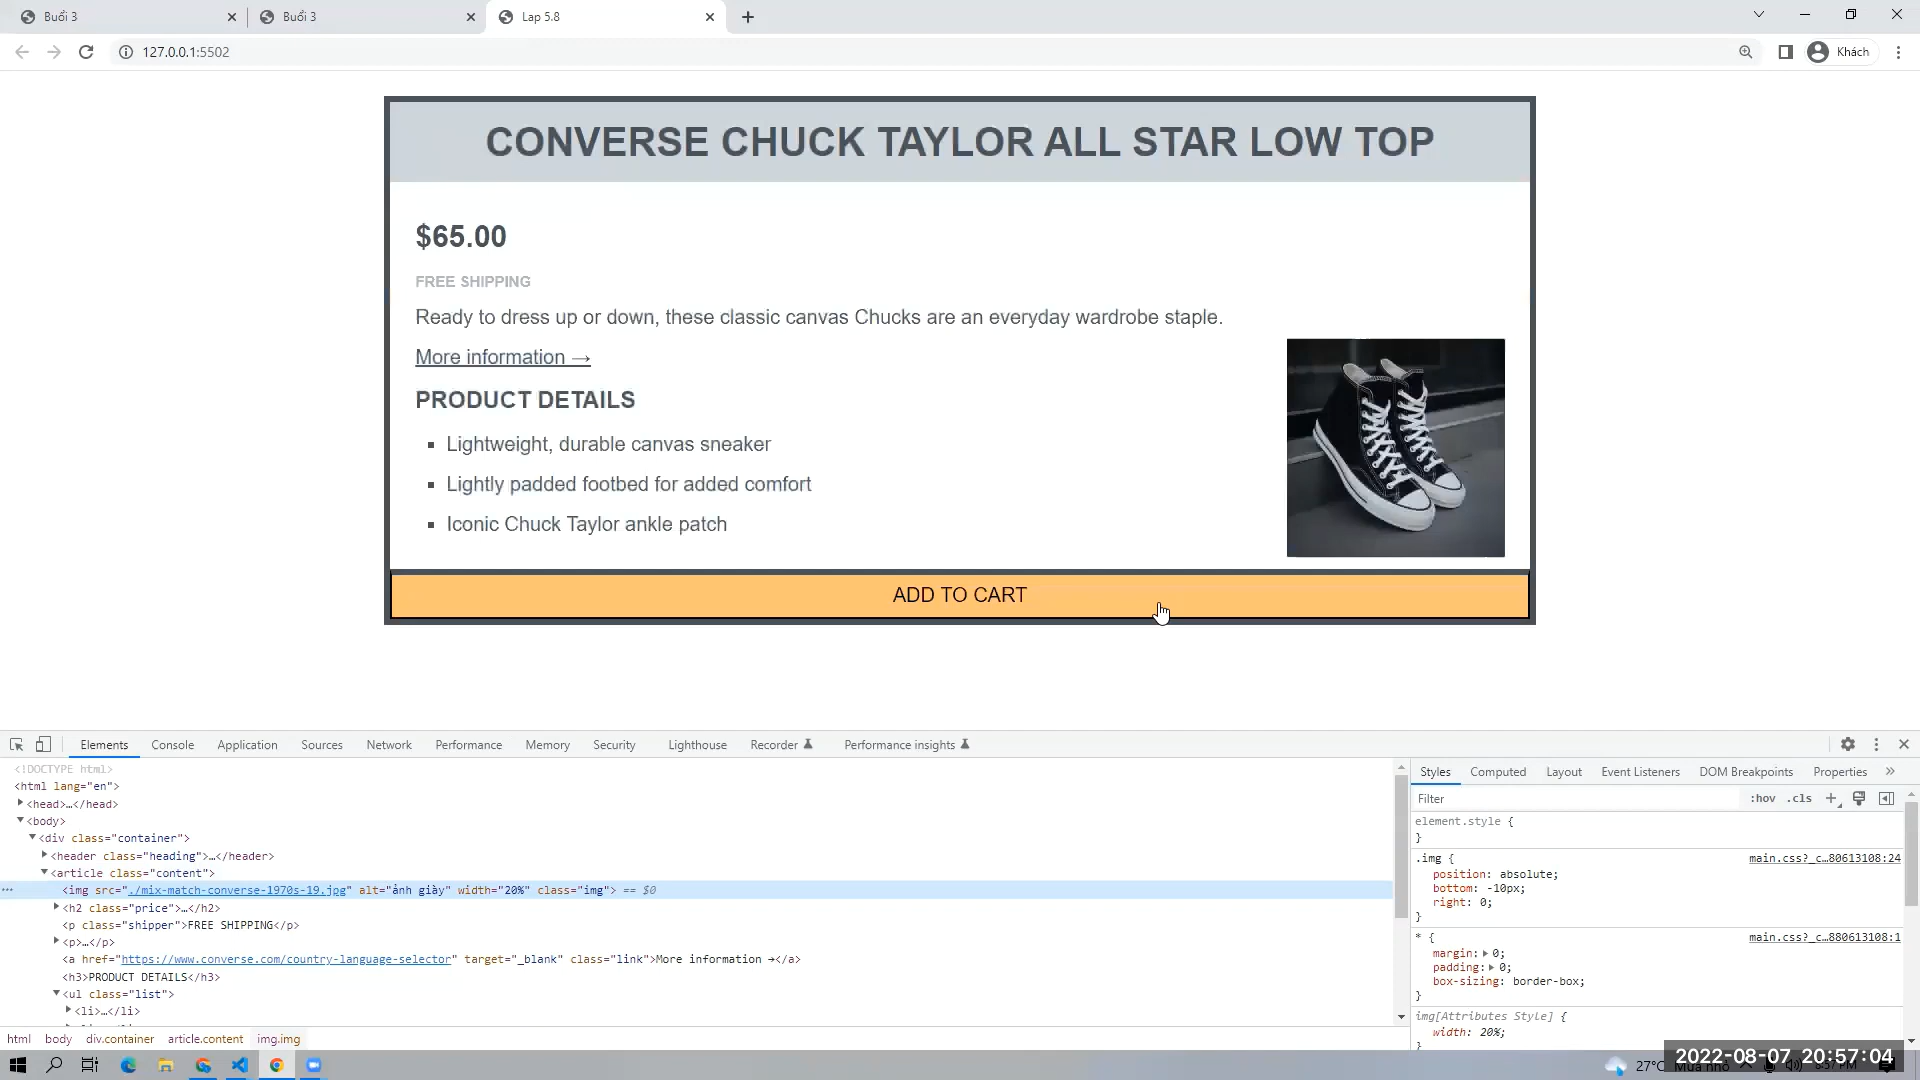 Buổi 3
Buổi 3
Lap 5.8
127.0.0.1:5502
Khách
CONVERSE CHUCK TAYLOR ALL STAR LOW TOP
$65.00
FREE SHIPPING
Ready to dress up or down, these classic canvas Chucks are an everyday wardrobe staple.
More information →
PRODUCT DETAILS
Lightweight, durable canvas sneaker
Lightly padded footbed for added comfort
Iconic Chuck Taylor ankle patch
ADD TO CART
Elements Console Application Sources Network Performance Memory Security Lighthouse Recorder Performance insights
<!DOCTYPE html>
<html lang="en">
<head>…</head>
<body>
<div class="container">
<header class="heading">…</header>
<article class="content">
<img src="./mix-match-converse-1970s-19.jpg" alt="ảnh giày" width="20%" class="img"> == $0
<h2 class="price">…</h2>
<p class="shipper">FREE SHIPPING</p>
<p>…</p>
<a href="https://www.converse.com/country-language-selector" target="_blank" class="link">More information →</a>
<h3>PRODUCT DETAILS</h3>
<ul class="list">
<li>…</li>
html body div.container article.content img.img
Styles Computed Layout Event Listeners DOM Breakpoints Properties »
Filter :hov .cls +
element.style {
}
.img { main.css?_c…80613108:24
position: absolute;
bottom: -10px;
right: 0;
}
* { main.css?_c…880613108:1
margin: 0;
padding: 0;
box-sizing: border-box;
}
img[Attributes Style] {
width: 20%;
}
27°C Mưa nhỏ
2022-08-07 20:57:04